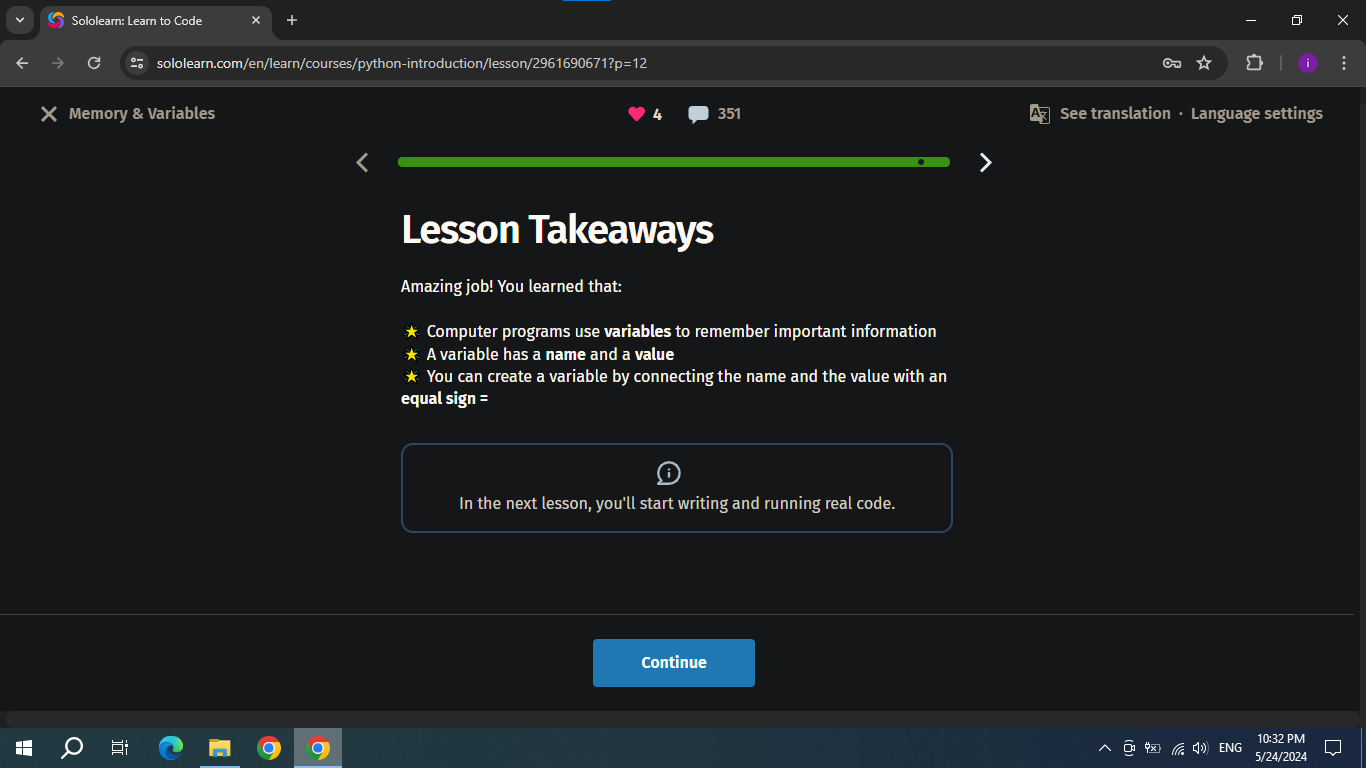 Sololearn: Learn to Code
sololearn.com/en/learn/courses/python-introduction/lesson/2961690671?p=12
i
Memory & Variables
4
351
See translation · Language settings
Lesson Takeaways
Amazing job! You learned that:
⭐ Computer programs use variables to remember important information
⭐ A variable has a name and a value
⭐ You can create a variable by connecting the name and the value with an
equal sign =
In the next lesson, you'll start writing and running real code.
Continue
ENG
10:32 PM
5/24/2024